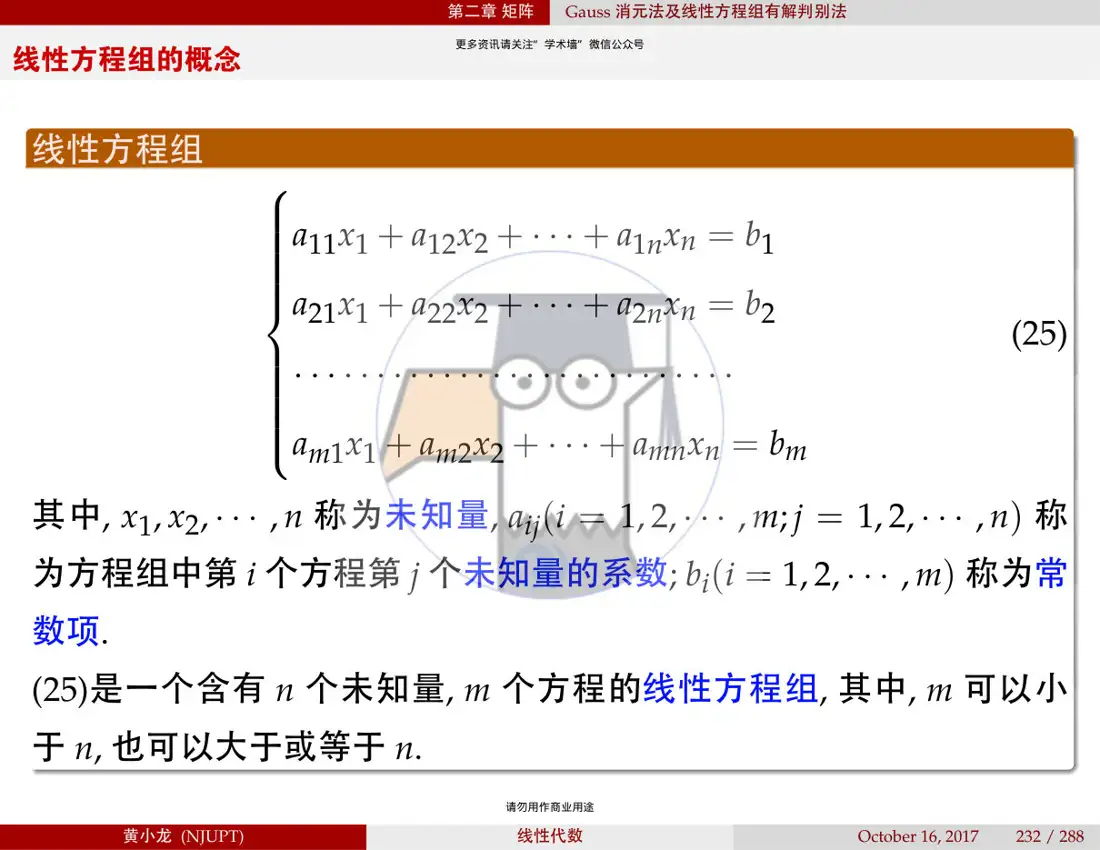 第二章 矩阵 Gauss 消元法及线性方程组有解判别法
更多资讯请关注“学术墙”微信公众号
线性方程组的概念
线性方程组
a11x1 + a12x2 + · · · + a1nxn = b1
a21x1 + a22x2 + · · · + a2nxn = b2
(25)
· · · · · · · · · · · · · · · · · · · · · · · · · · ·
am1x1 + am2x2 + · · · + amnxn = bm
其中, x1, x2, · · · , n 称为未知量, aij(i = 1, 2, · · · , m; j = 1, 2, · · · , n) 称
为方程组中第 i 个方程第 j 个未知量的系数; bi(i = 1, 2, · · · , m) 称为常
数项.
(25)是一个含有 n 个未知量, m 个方程的线性方程组, 其中, m 可以小
于 n, 也可以大于或等于 n.
请勿用作商业用途
黄小龙 (NJUPT) 线性代数 October 16, 2017 232 / 288